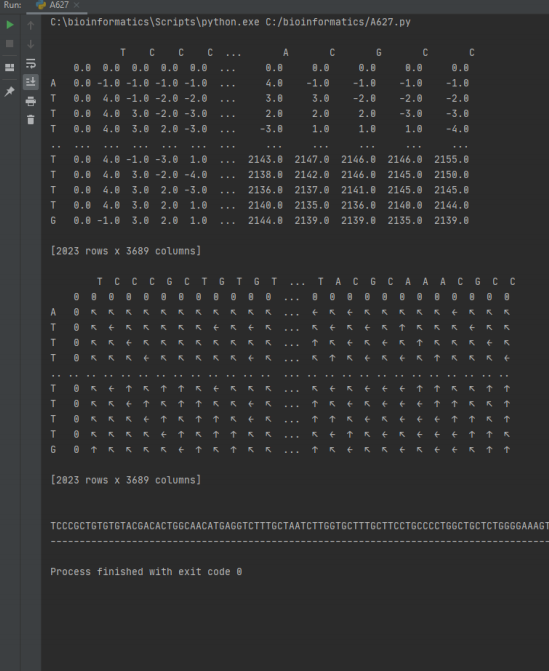 Run: A627
C:\bioinformatics\Scripts\python.exe C:/bioinformatics/A627.py
T C C C ... A C G C C
0.0 0.0 0.0 0.0 0.0 ... 0.0 0.0 0.0 0.0 0.0
A 0.0 -1.0 -1.0 -1.0 -1.0 ... 4.0 -1.0 -1.0 -1.0 -1.0
T 0.0 4.0 -1.0 -2.0 -2.0 ... 3.0 3.0 -2.0 -2.0 -2.0
T 0.0 4.0 3.0 -2.0 -3.0 ... 2.0 2.0 2.0 -3.0 -3.0
T 0.0 4.0 3.0 2.0 -3.0 ... -3.0 1.0 1.0 1.0 -4.0
.. ... ... ... ... ... ... ... ... ... ... ...
T 0.0 4.0 -1.0 -3.0 1.0 ... 2143.0 2147.0 2146.0 2146.0 2155.0
T 0.0 4.0 3.0 -2.0 -4.0 ... 2138.0 2142.0 2146.0 2145.0 2150.0
T 0.0 4.0 3.0 2.0 -3.0 ... 2136.0 2137.0 2141.0 2145.0 2145.0
T 0.0 4.0 3.0 2.0 1.0 ... 2140.0 2135.0 2136.0 2140.0 2144.0
G 0.0 -1.0 3.0 2.0 1.0 ... 2144.0 2139.0 2139.0 2135.0 2139.0
[2023 rows x 3689 columns]
T C C C G C T G T G T ... T A C G C A A A C G C C
0 0 0 0 0 0 0 0 0 0 0 0 ... 0 0 0 0 0 0 0 0 0 0 0 0
A 0
T 0
T 0
T 0
.. .. .. .. .. .. .. .. .. .. .. .. .. ... .. .. .. .. .. .. .. .. .. .. .. ..
T 0
T 0
T 0
T 0
G 0
[2023 rows x 3689 columns]
TCCCGCTGTGTGTACGACACTGGCAACATGAGGTCTTTGCTAATCTTGGTGCTTTGCTTCCTGCCCCTGGCTGCTCTGGGGAAAGT
Process finished with exit code 0